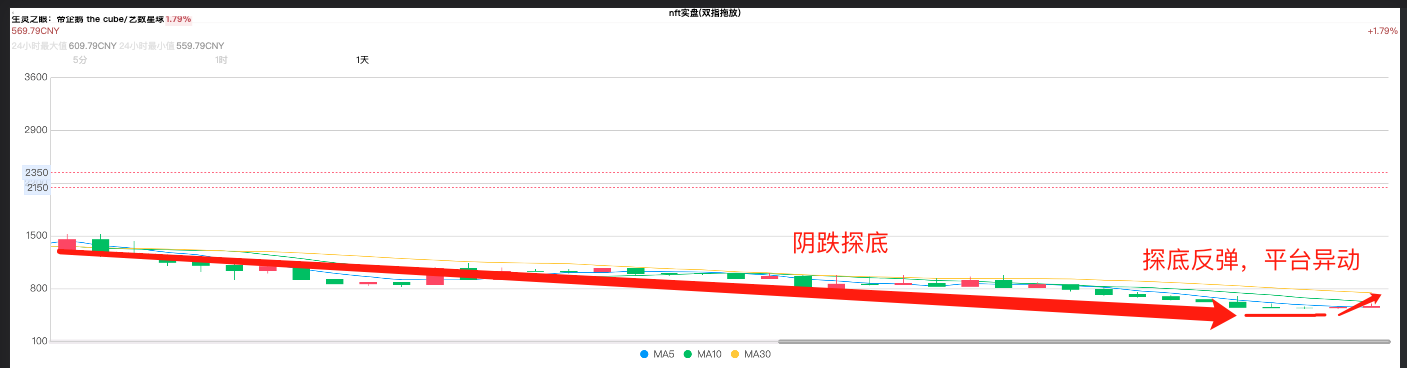 nft实盘(双指拖放)
生灵之眼：帝企鹅 the cube/艺数星球 1.79%
569.79CNY
+1.79%
24小时最大值 609.79CNY 24小时最小值 559.79CNY
5分 1时 1天
3600
2900
2350
2150
1500
800
100
阴跌探底
探底反弹，平台异动
MA5 MA10 MA30